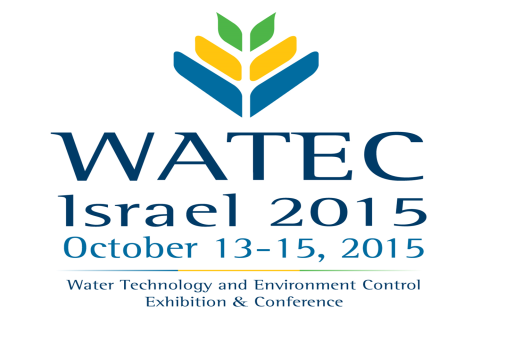 WATEC
Israel 2015
October 13-15, 2015
Water Technology and Environment Control
Exhibition & Conference